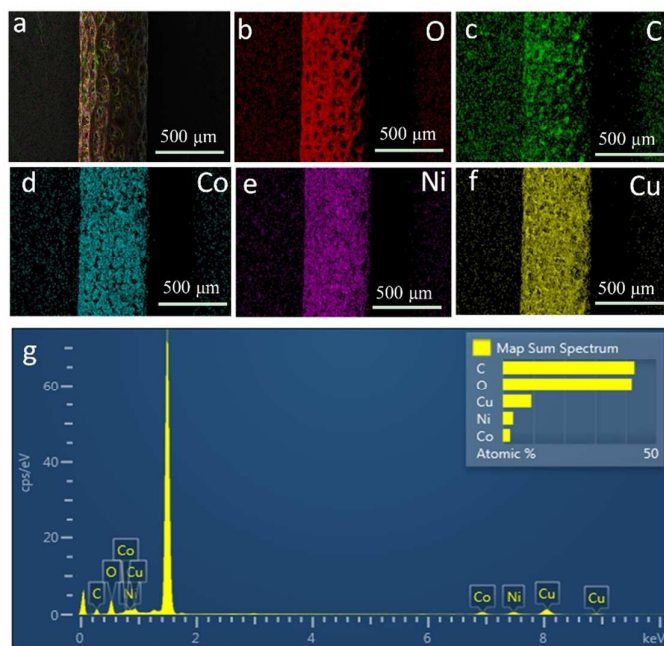 a
500 μm
b
O
500 μm
c
C
500 μm
d
Co
500 μm
e
Ni
500 μm
f
Cu
500 μm
g
Map Sum Spectrum
C
O
Cu
Ni
Co
Atomic % 50
60
40
20
0
cps/eV
Co
O
Cu
C
Ni
Co
Ni
Cu
Cu
0 2 4 6 8 keV